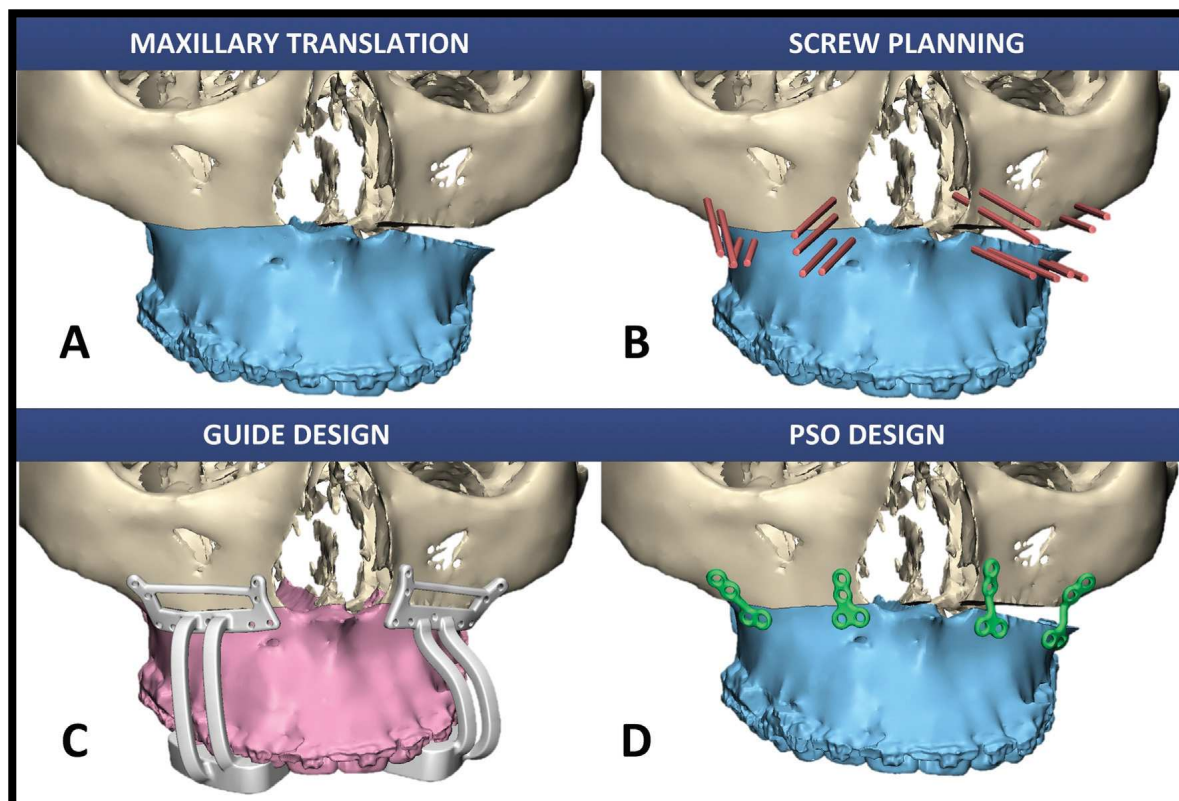 MAXILLARY TRANSLATION
SCREW PLANNING
A
B
GUIDE DESIGN
PSO DESIGN
C
D